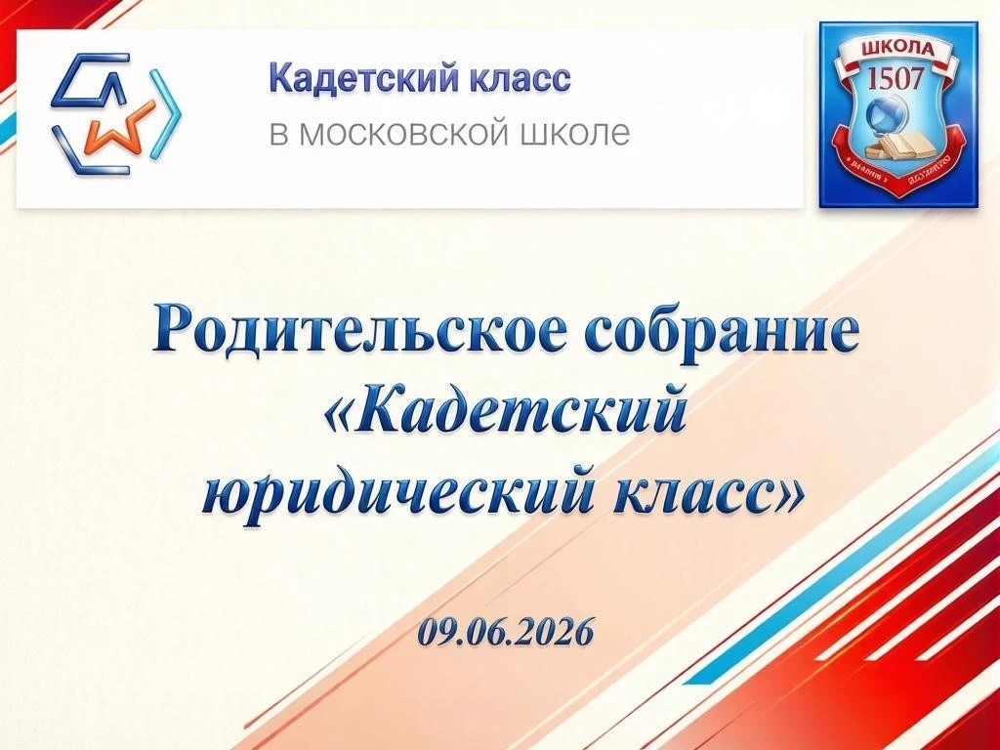 Кадетский класс
в московской школе
ШКОЛА
1507
Родительское собрание
«Кадетский
юридический класс»
09.06.2026